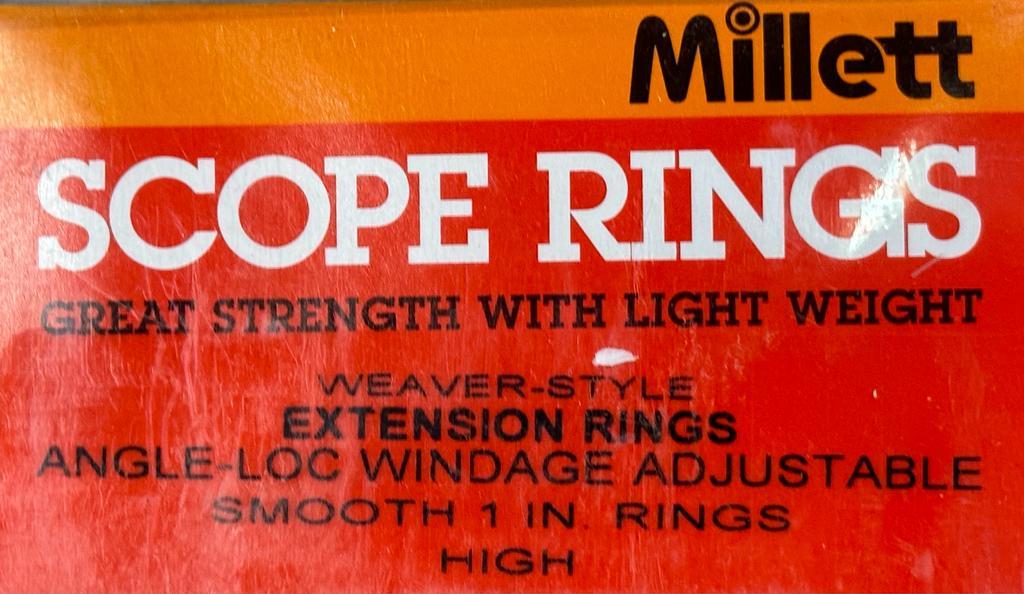 Millett
SCOPE RINGS
GREAT STRENGTH WITH LIGHT WEIGHT
WEAVER-STYLE
EXTENSION RINGS
ANGLE-LOC WINDAGE ADJUSTABLE
SMOOTH 1 IN. RINGS
HIGH